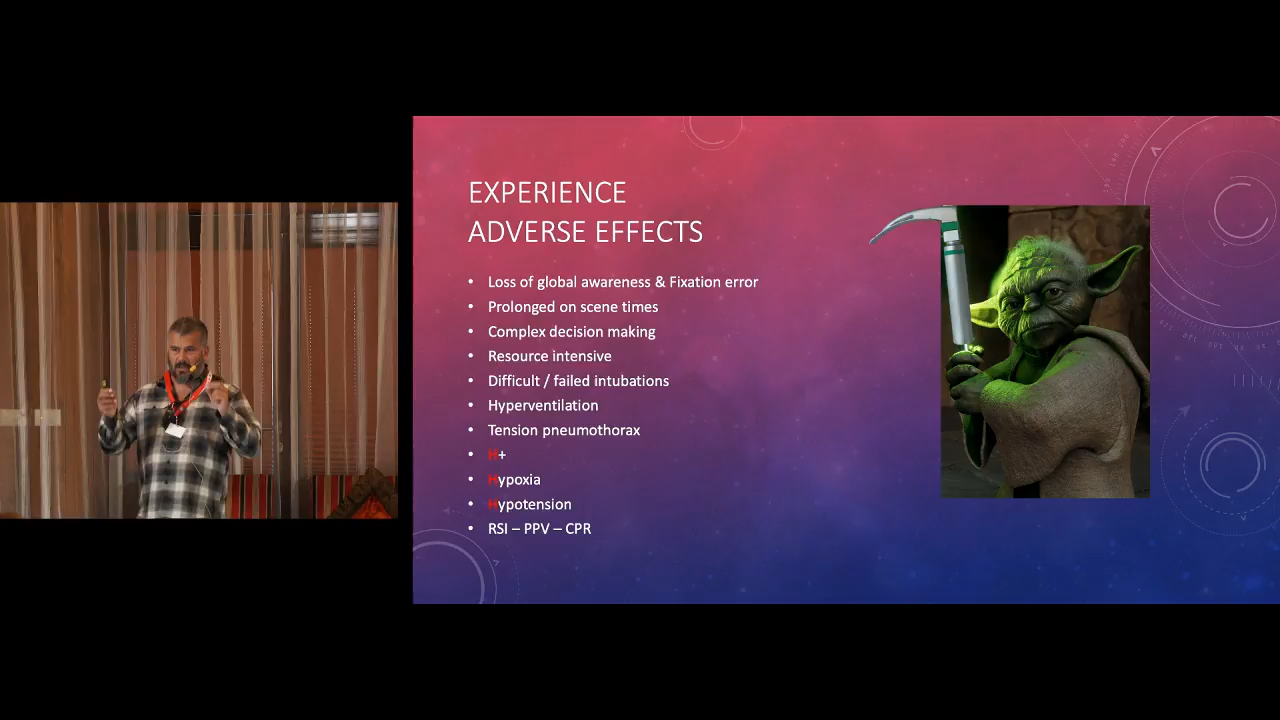 EXPERIENCE
ADVERSE EFFECTS
• Loss of global awareness & Fixation error
• Prolonged on scene times
• Complex decision making
• Resource intensive
• Difficult / failed intubations
• Hyperventilation
• Tension pneumothorax
• H+
• Hypoxia
• Hypotension
• RSI – PPV – CPR